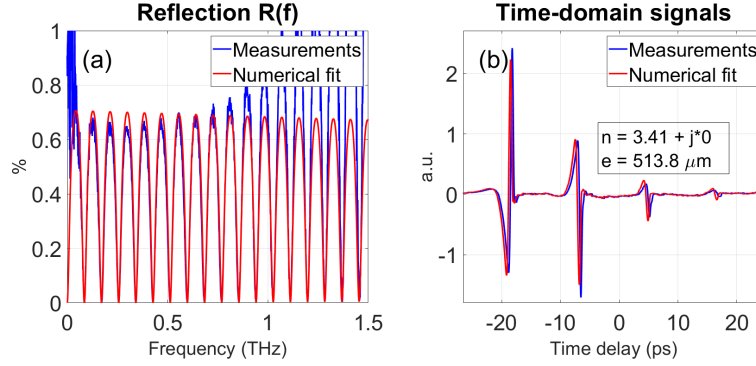 Reflection R(f)
(a)
Measurements
Numerical fit
%
1
0.8
0.6
0.4
0.2
0
0
0.5
1
1.5
Frequency (THz)
Time-domain signals
(b)
Measurements
Numerical fit
n = 3.41 + j*0
e = 513.8 μm
a.u.
2
1
0
-1
-20
-10
0
10
20
Time delay (ps)